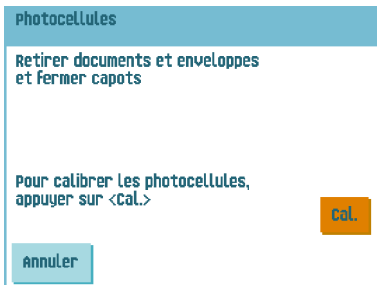 Photocellules
Retirer documents et enveloppes
et fermer capots
Pour calibrer les photocellules,
appuyer sur <Cal.>
Cal.
Annuler